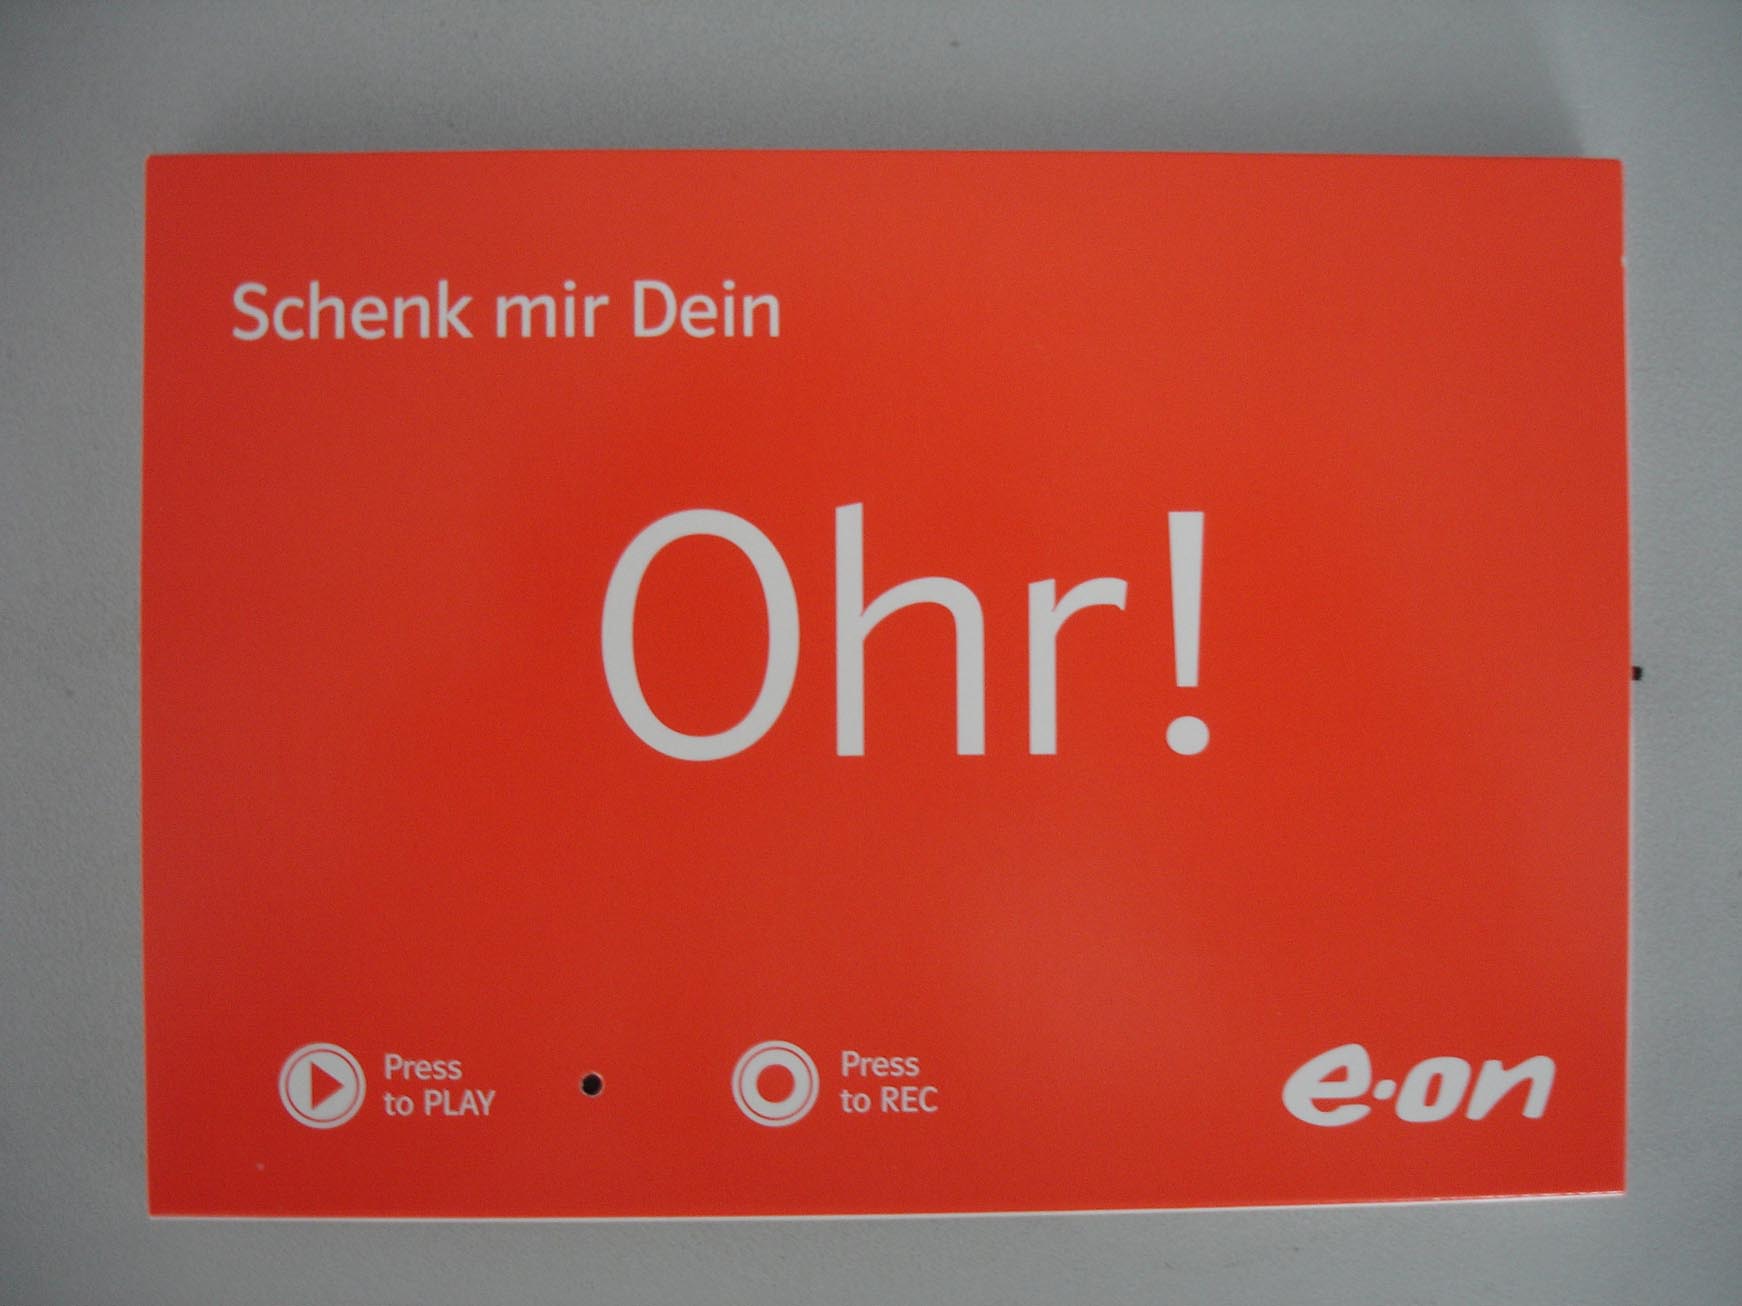 Schenk mir Dein
Ohr!
Press
to PLAY
Press
to REC
e·on